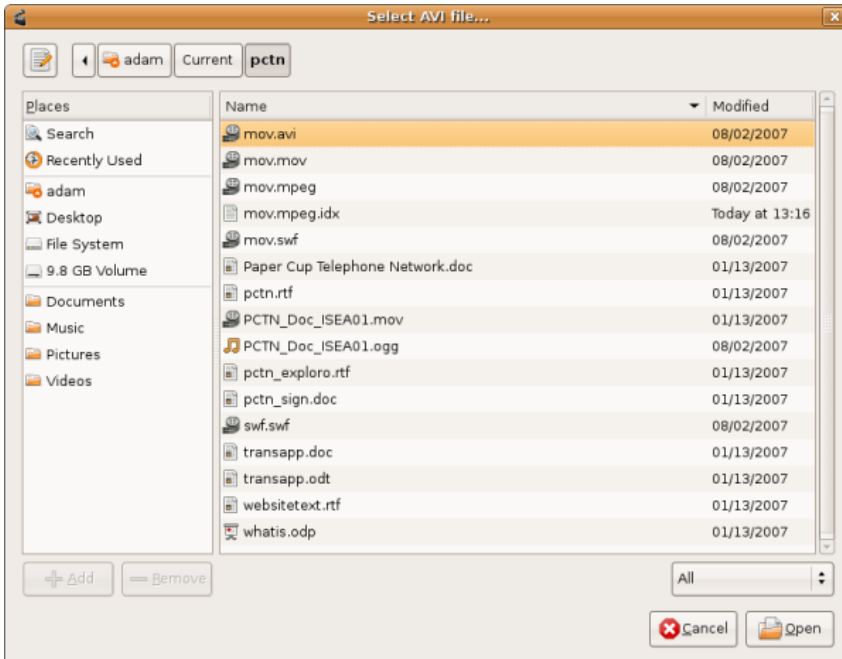 Select AVI file...
adam Current pctn
Places
Search
Recently Used
adam
Desktop
File System
9.8 GB Volume
Documents
Music
Pictures
Videos
Add Remove
Name Modified
mov.avi 08/02/2007
mov.mov 08/02/2007
mov.mpeg 08/02/2007
mov.mpeg.idx Today at 13:16
mov.swf 08/02/2007
Paper Cup Telephone Network.doc 01/13/2007
pctn.rtf 01/13/2007
PCTN_Doc_ISEA01.mov 01/13/2007
PCTN_Doc_ISEA01.ogg 08/02/2007
pctn_exploro.rtf 01/13/2007
pctn_sign.doc 01/13/2007
swf.swf 08/02/2007
transapp.doc 01/13/2007
transapp.odt 01/13/2007
websitetext.rtf 01/13/2007
whatis.odp 01/13/2007
All
Cancel Open